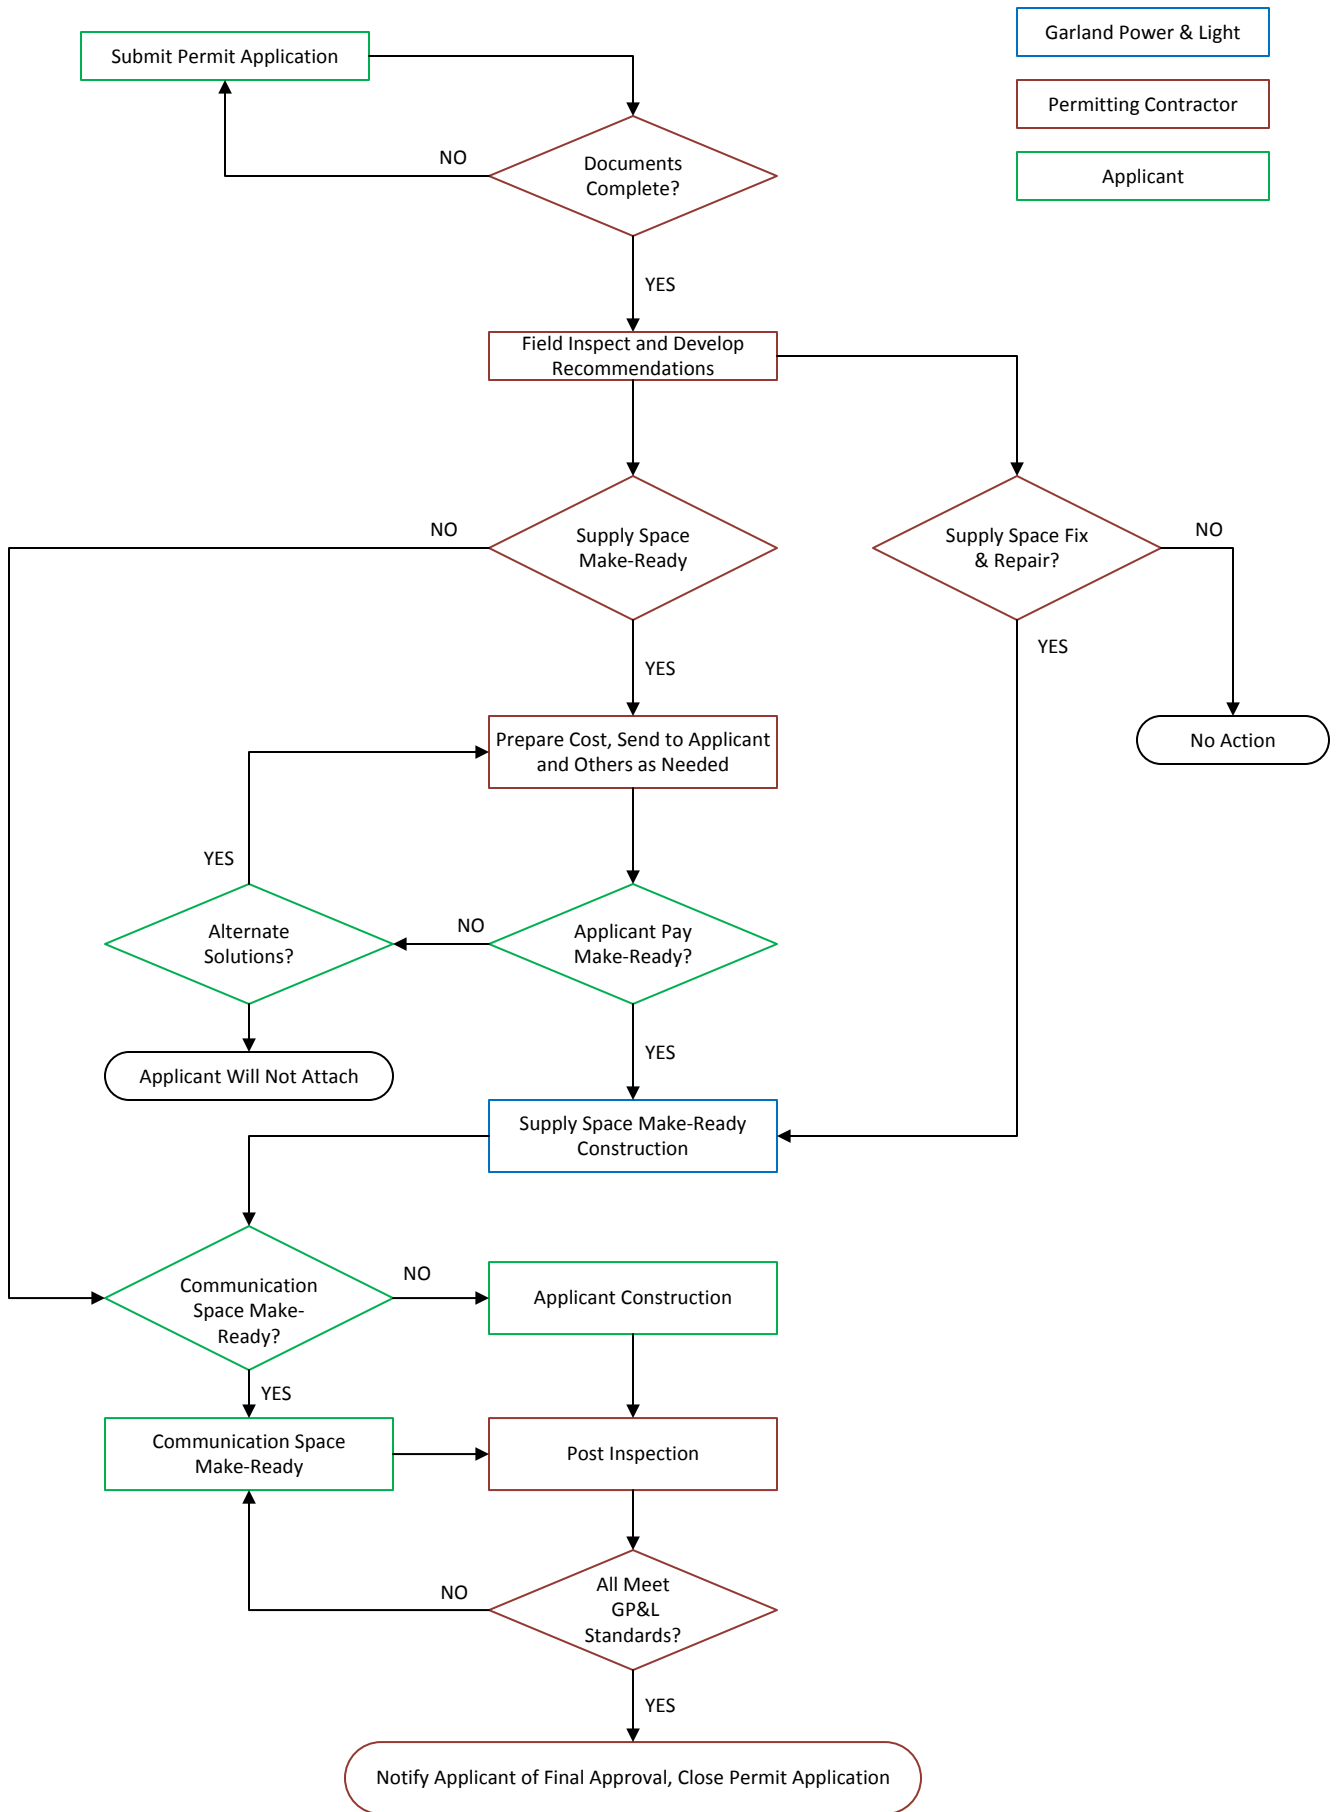 Garland Power & Light
Submit Permit Application
Permitting Contractor
NO
Documents
Complete?
Applicant
YES
Field Inspect and Develop
Recommendations
NO
Supply Space
Make-Ready
Supply Space Fix
& Repair?
NO
YES
YES
Prepare Cost, Send to Applicant
and Others as Needed
No Action
YES
Alternate
Solutions?
NO
Applicant Pay
Make-Ready?
YES
Applicant Will Not Attach
Supply Space Make-Ready
Construction
Communication
Space Make-
Ready?
NO
Applicant Construction
YES
Communication Space
Make-Ready
Post Inspection
NO
All Meet
GP&L
Standards?
YES
Notify Applicant of Final Approval, Close Permit Application